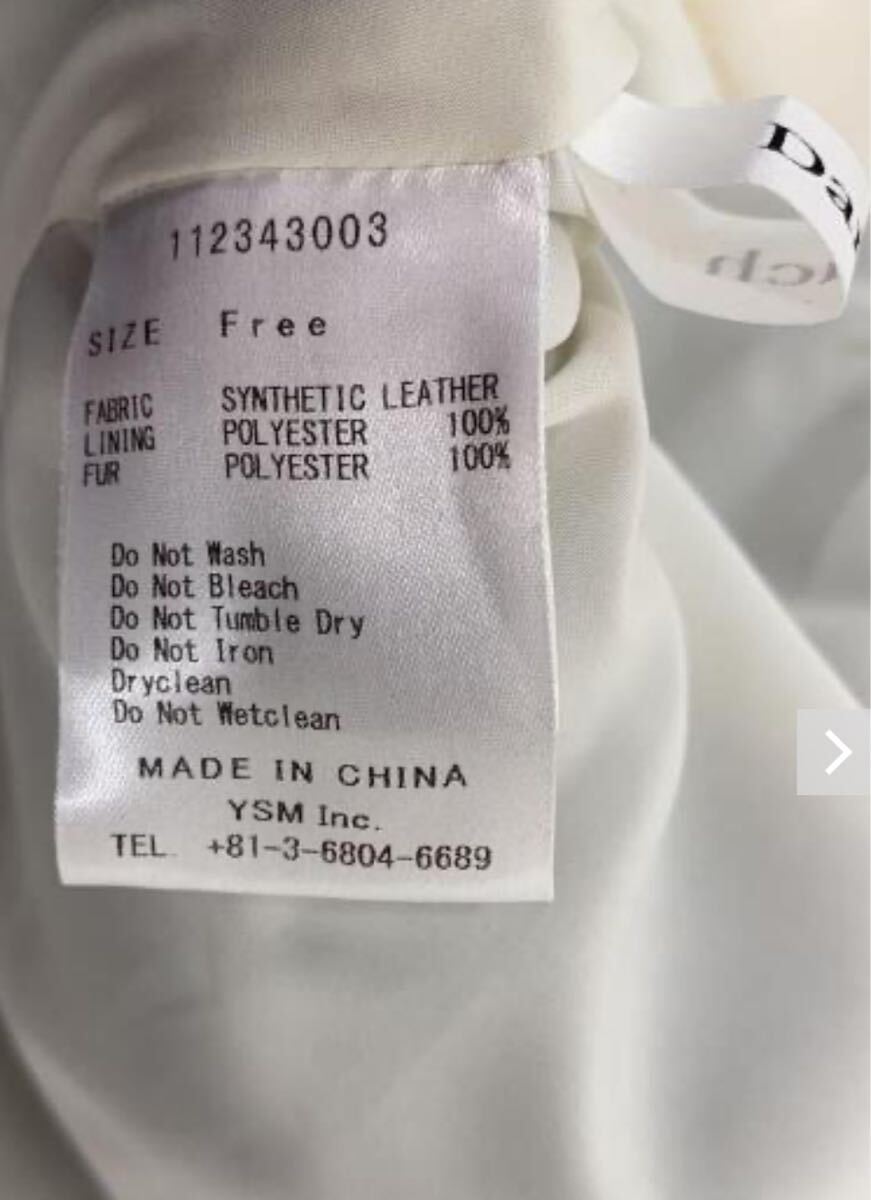 112343003
SIZE Free
FABRIC SYNTHETIC LEATHER
LINING POLYESTER 100%
FUR POLYESTER 100%
Do Not Wash
Do Not Bleach
Do Not Tumble Dry
Do Not Iron
Dryclean
Do Not Wetclean
MADE IN CHINA
YSM Inc.
TEL +81-3-6804-6689